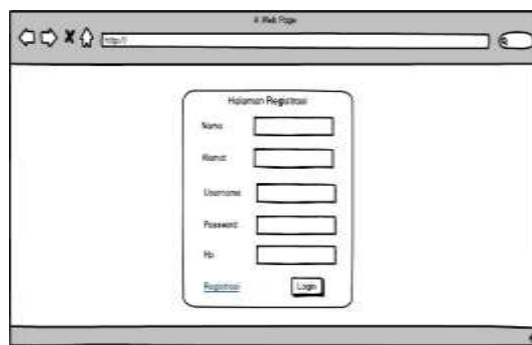 A Web Page
http://
Halaman Registrasi
Nama
Alamat
Username
Password
Hp
Registrasi
Login